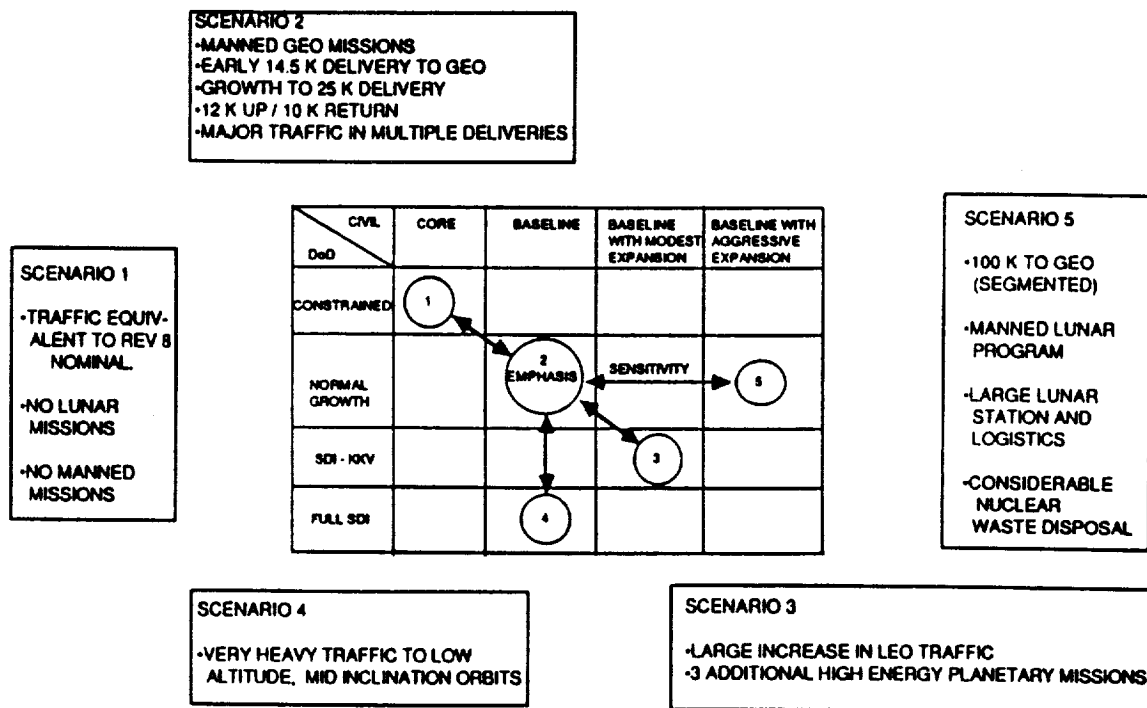 SCENARIO 2
•MANNED GEO MISSIONS
•EARLY 14.5 K DELIVERY TO GEO
•GROWTH TO 25 K DELIVERY
•12 K UP / 10 K RETURN
•MAJOR TRAFFIC IN MULTIPLE DELIVERIES
SCENARIO 1
•TRAFFIC EQUIV-
ALENT TO REV 8
NOMINAL.
•NO LUNAR
MISSIONS
•NO MANNED
MISSIONS
CIVIL
DoD
CORE
BASELINE
BASELINE
WITH MODEST
EXPANSION
BASELINE WITH
AGGRESSIVE
EXPANSION
CONSTRAINED
1
NORMAL
GROWTH
2
EMPHASIS
SENSITIVITY
5
SDI - KKV
3
FULL SDI
4
SCENARIO 5
•100 K TO GEO
(SEGMENTED)
•MANNED LUNAR
PROGRAM
•LARGE LUNAR
STATION AND
LOGISTICS
•CONSIDERABLE
NUCLEAR
WASTE DISPOSAL
SCENARIO 4
•VERY HEAVY TRAFFIC TO LOW
ALTITUDE, MID INCLINATION ORBITS
SCENARIO 3
•LARGE INCREASE IN LEO TRAFFIC
•3 ADDITIONAL HIGH ENERGY PLANETARY MISSIONS